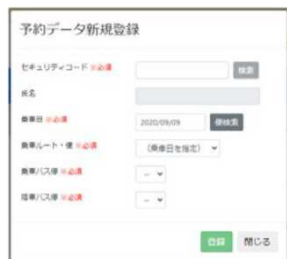 予約データ新規登録
セキュリティコード ※必須
検索
氏名
乗車日 ※必須
2020/09/09
便検索
乗車ルート・便 ※必須
（乗車日を指定）
乗車バス停 ※必須
--
降車バス停 ※必須
--
登録 閉じる